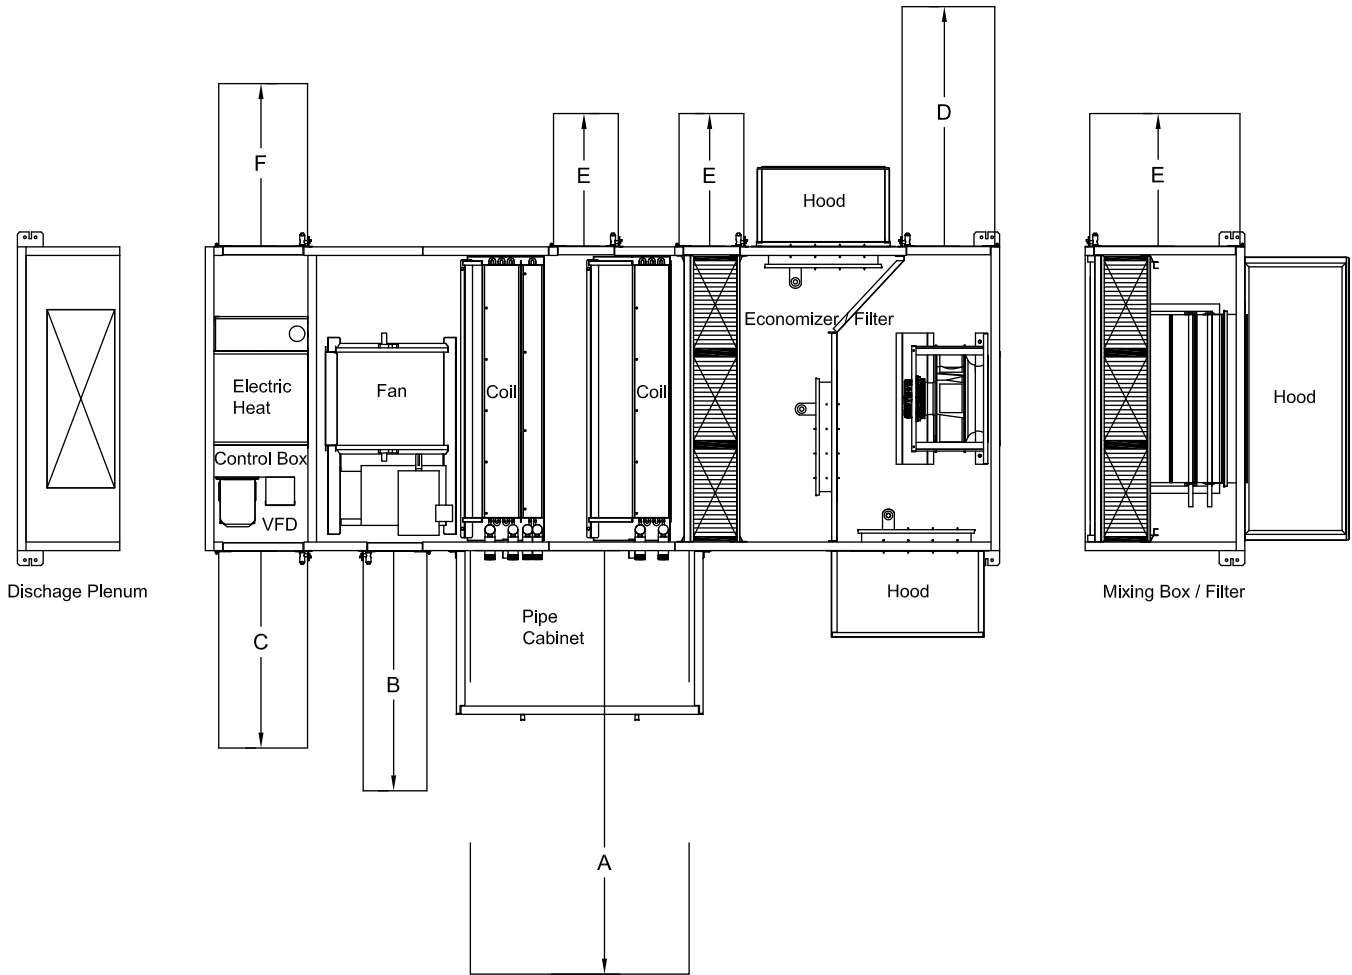 D
F
E
E
E
Hood
Economizer / Filter
Electric
Heat
Fan
Coil
Coil
Hood
Control Box
VFD
Dischage Plenum
Hood
Mixing Box / Filter
Pipe
Cabinet
C
B
A